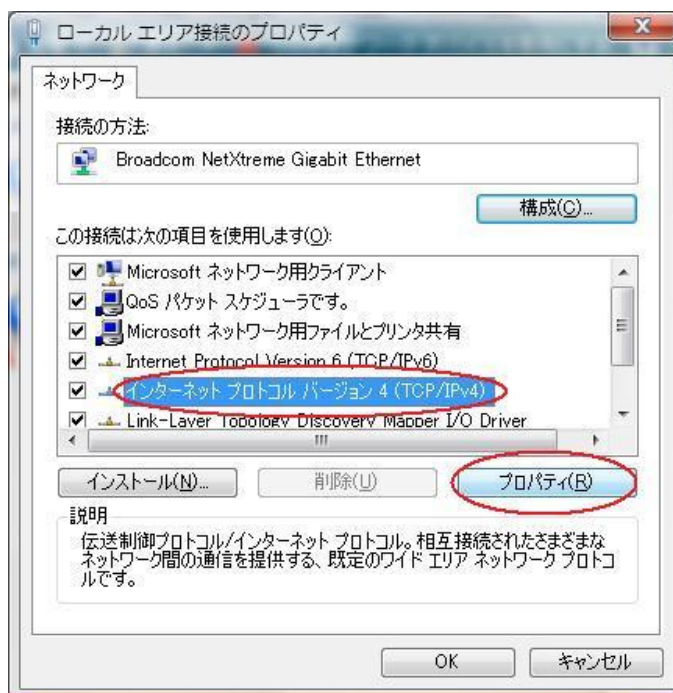 ローカル エリア接続のプロパティ
ネットワーク
接続の方法:
Broadcom NetXtreme Gigabit Ethernet
構成(C)...
この接続は次の項目を使用します(O):
Microsoft ネットワーク用クライアント
QoS パケット スケジューラです。
Microsoft ネットワーク用ファイルとプリンタ共有
Internet Protocol Version 6 (TCP/IPv6)
インターネット プロトコル バージョン 4 (TCP/IPv4)
Link-Layer Topology Discovery Mapper I/O Driver
インストール(N)...
削除(U)
プロパティ(R)
説明
伝送制御プロトコル/インターネット プロトコル。相互接続されたさまざまな
ネットワーク間の通信を提供する、既定のワイド エリア ネットワーク プロトコ
ルです。
OK
キャンセル